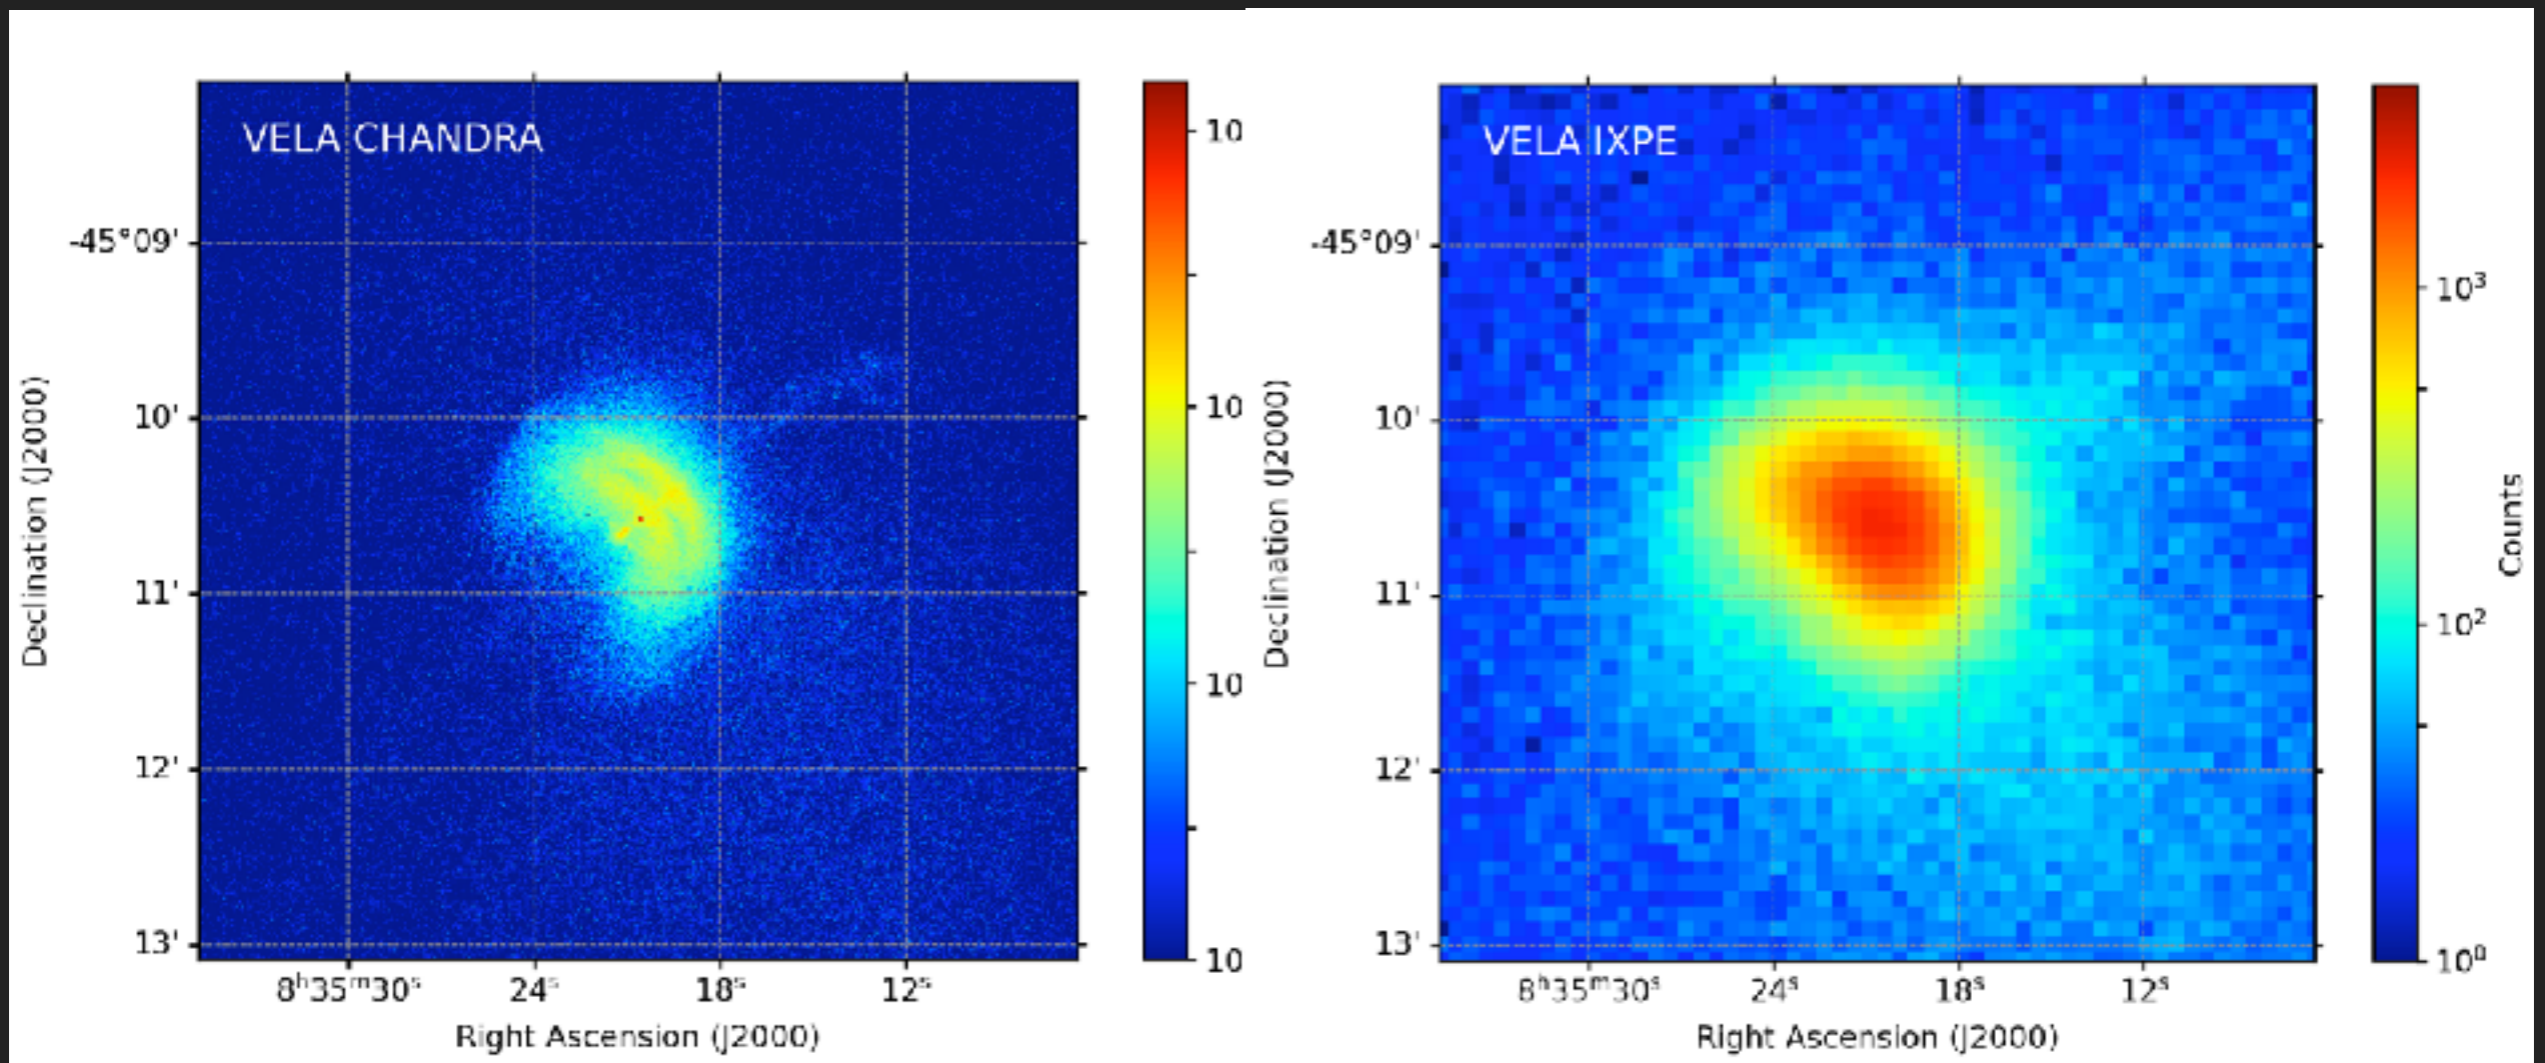 VELA CHANDRA
-45°09'
10'
11'
12'
13'
8ʰ35ᵐ30ˢ
24ˢ
18ˢ
12ˢ
Right Ascension (J2000)
Declination (J2000)
10
10
10
10
VELA IXPE
-45°09'
10'
11'
12'
13'
8ʰ35ᵐ30ˢ
24ˢ
18ˢ
12ˢ
Right Ascension (J2000)
Declination (J2000)
10³
10²
10⁰
Counts